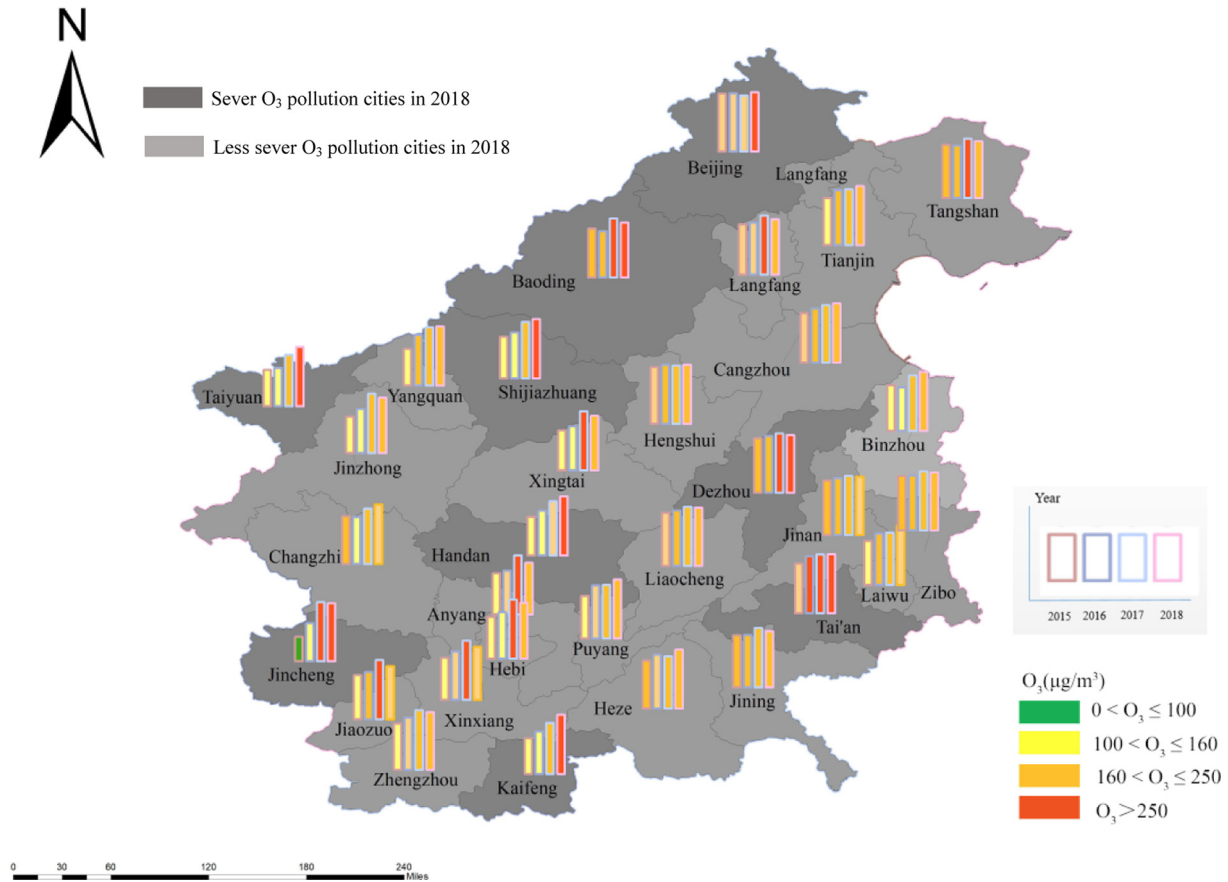 N
Sever O₃ pollution cities in 2018
Less sever O₃ pollution cities in 2018
Beijing
Langfang
Tangshan
Tianjin
Baoding
Langfang
Cangzhou
Taiyuan
Yangquan
Shijiazhuang
Hengshui
Binzhou
Jinzhong
Xingtai
Dezhou
Jinan
Changzhi
Handan
Liaocheng
Laiwu
Zibo
Anyang
Tai'an
Puyang
Hebi
Jincheng
Jining
Heze
Xinxiang
Jiaozuo
Zhengzhou
Kaifeng
Year
2015 2016 2017 2018
O₃(μg/m³)
0 < O₃ ≤ 100
100 < O₃ ≤ 160
160 < O₃ ≤ 250
O₃ > 250
0 30 60 120 180 240
Miles